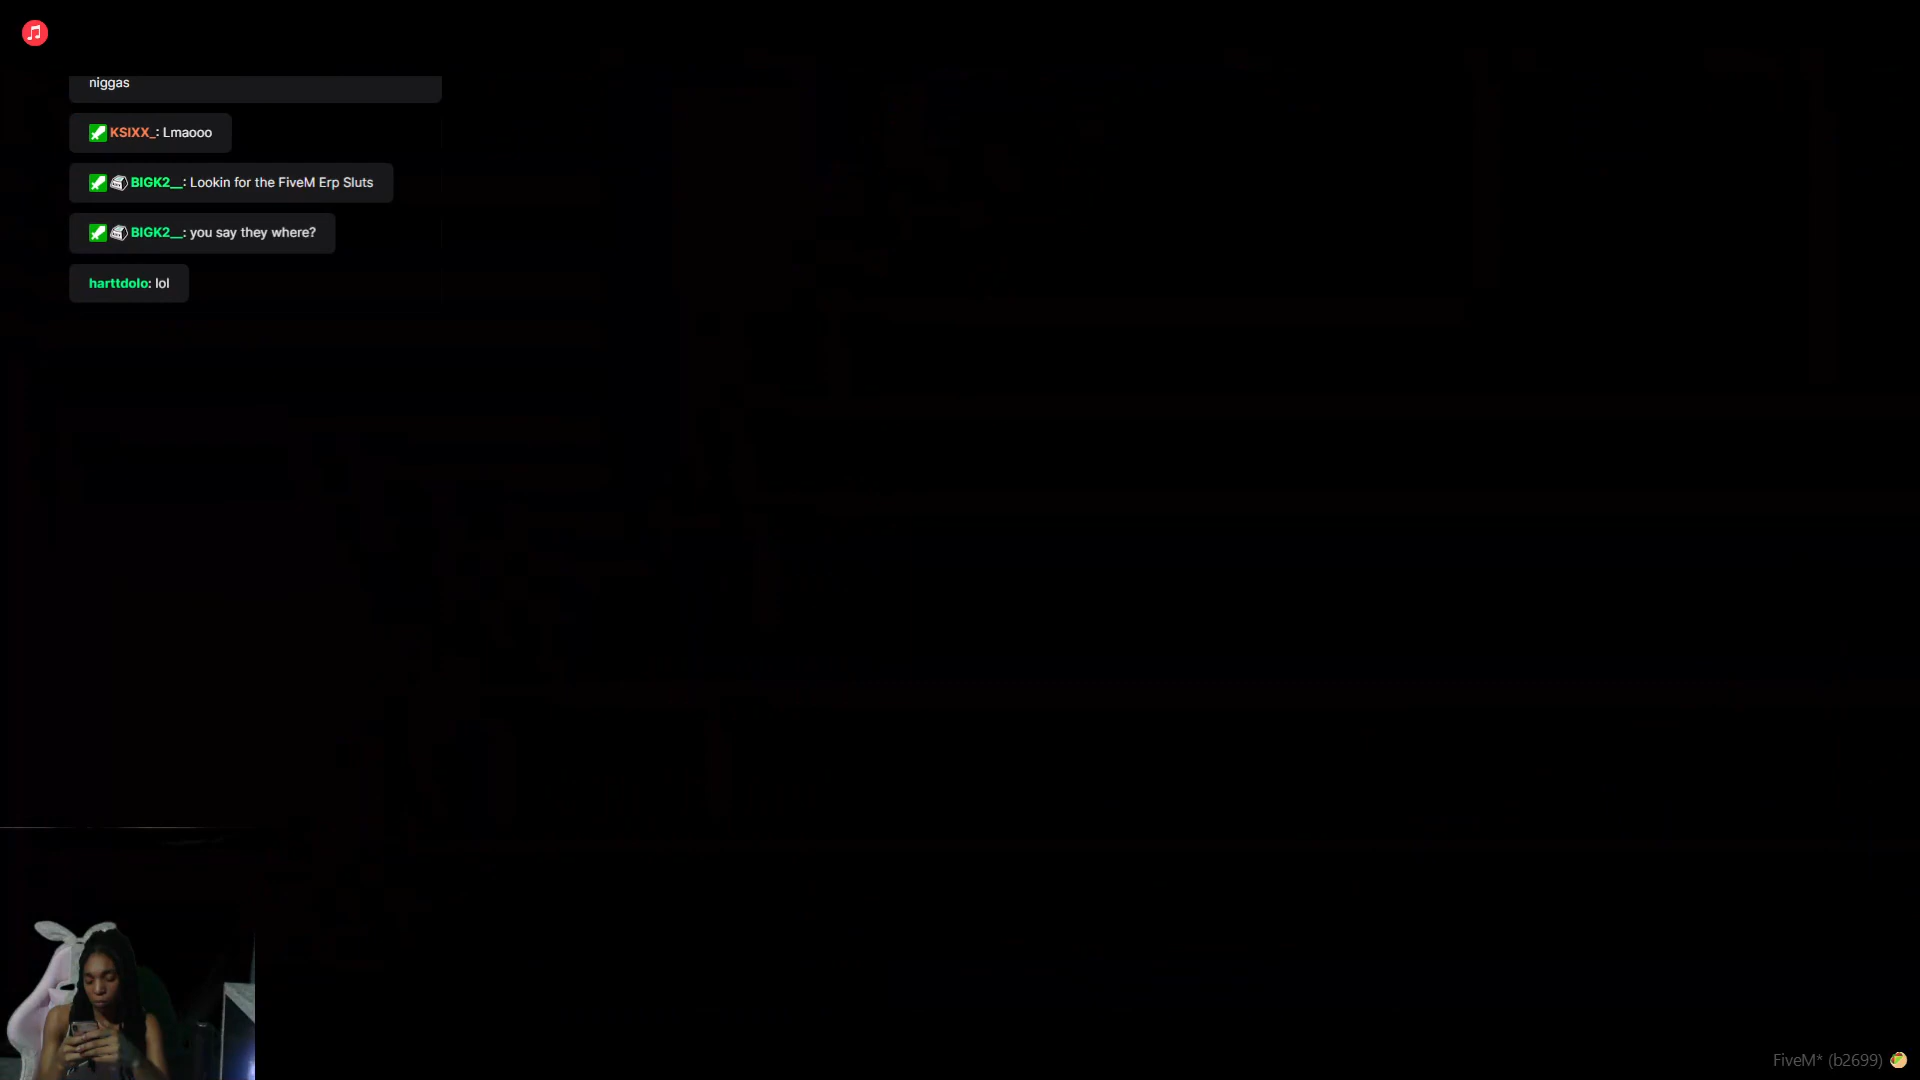 niggas
KSIXX_: Lmaooo
BIGK2__: Lookin for the FiveM Erp Sluts
BIGK2__: you say they where?
harttdolo: lol
FiveM* (b2699)